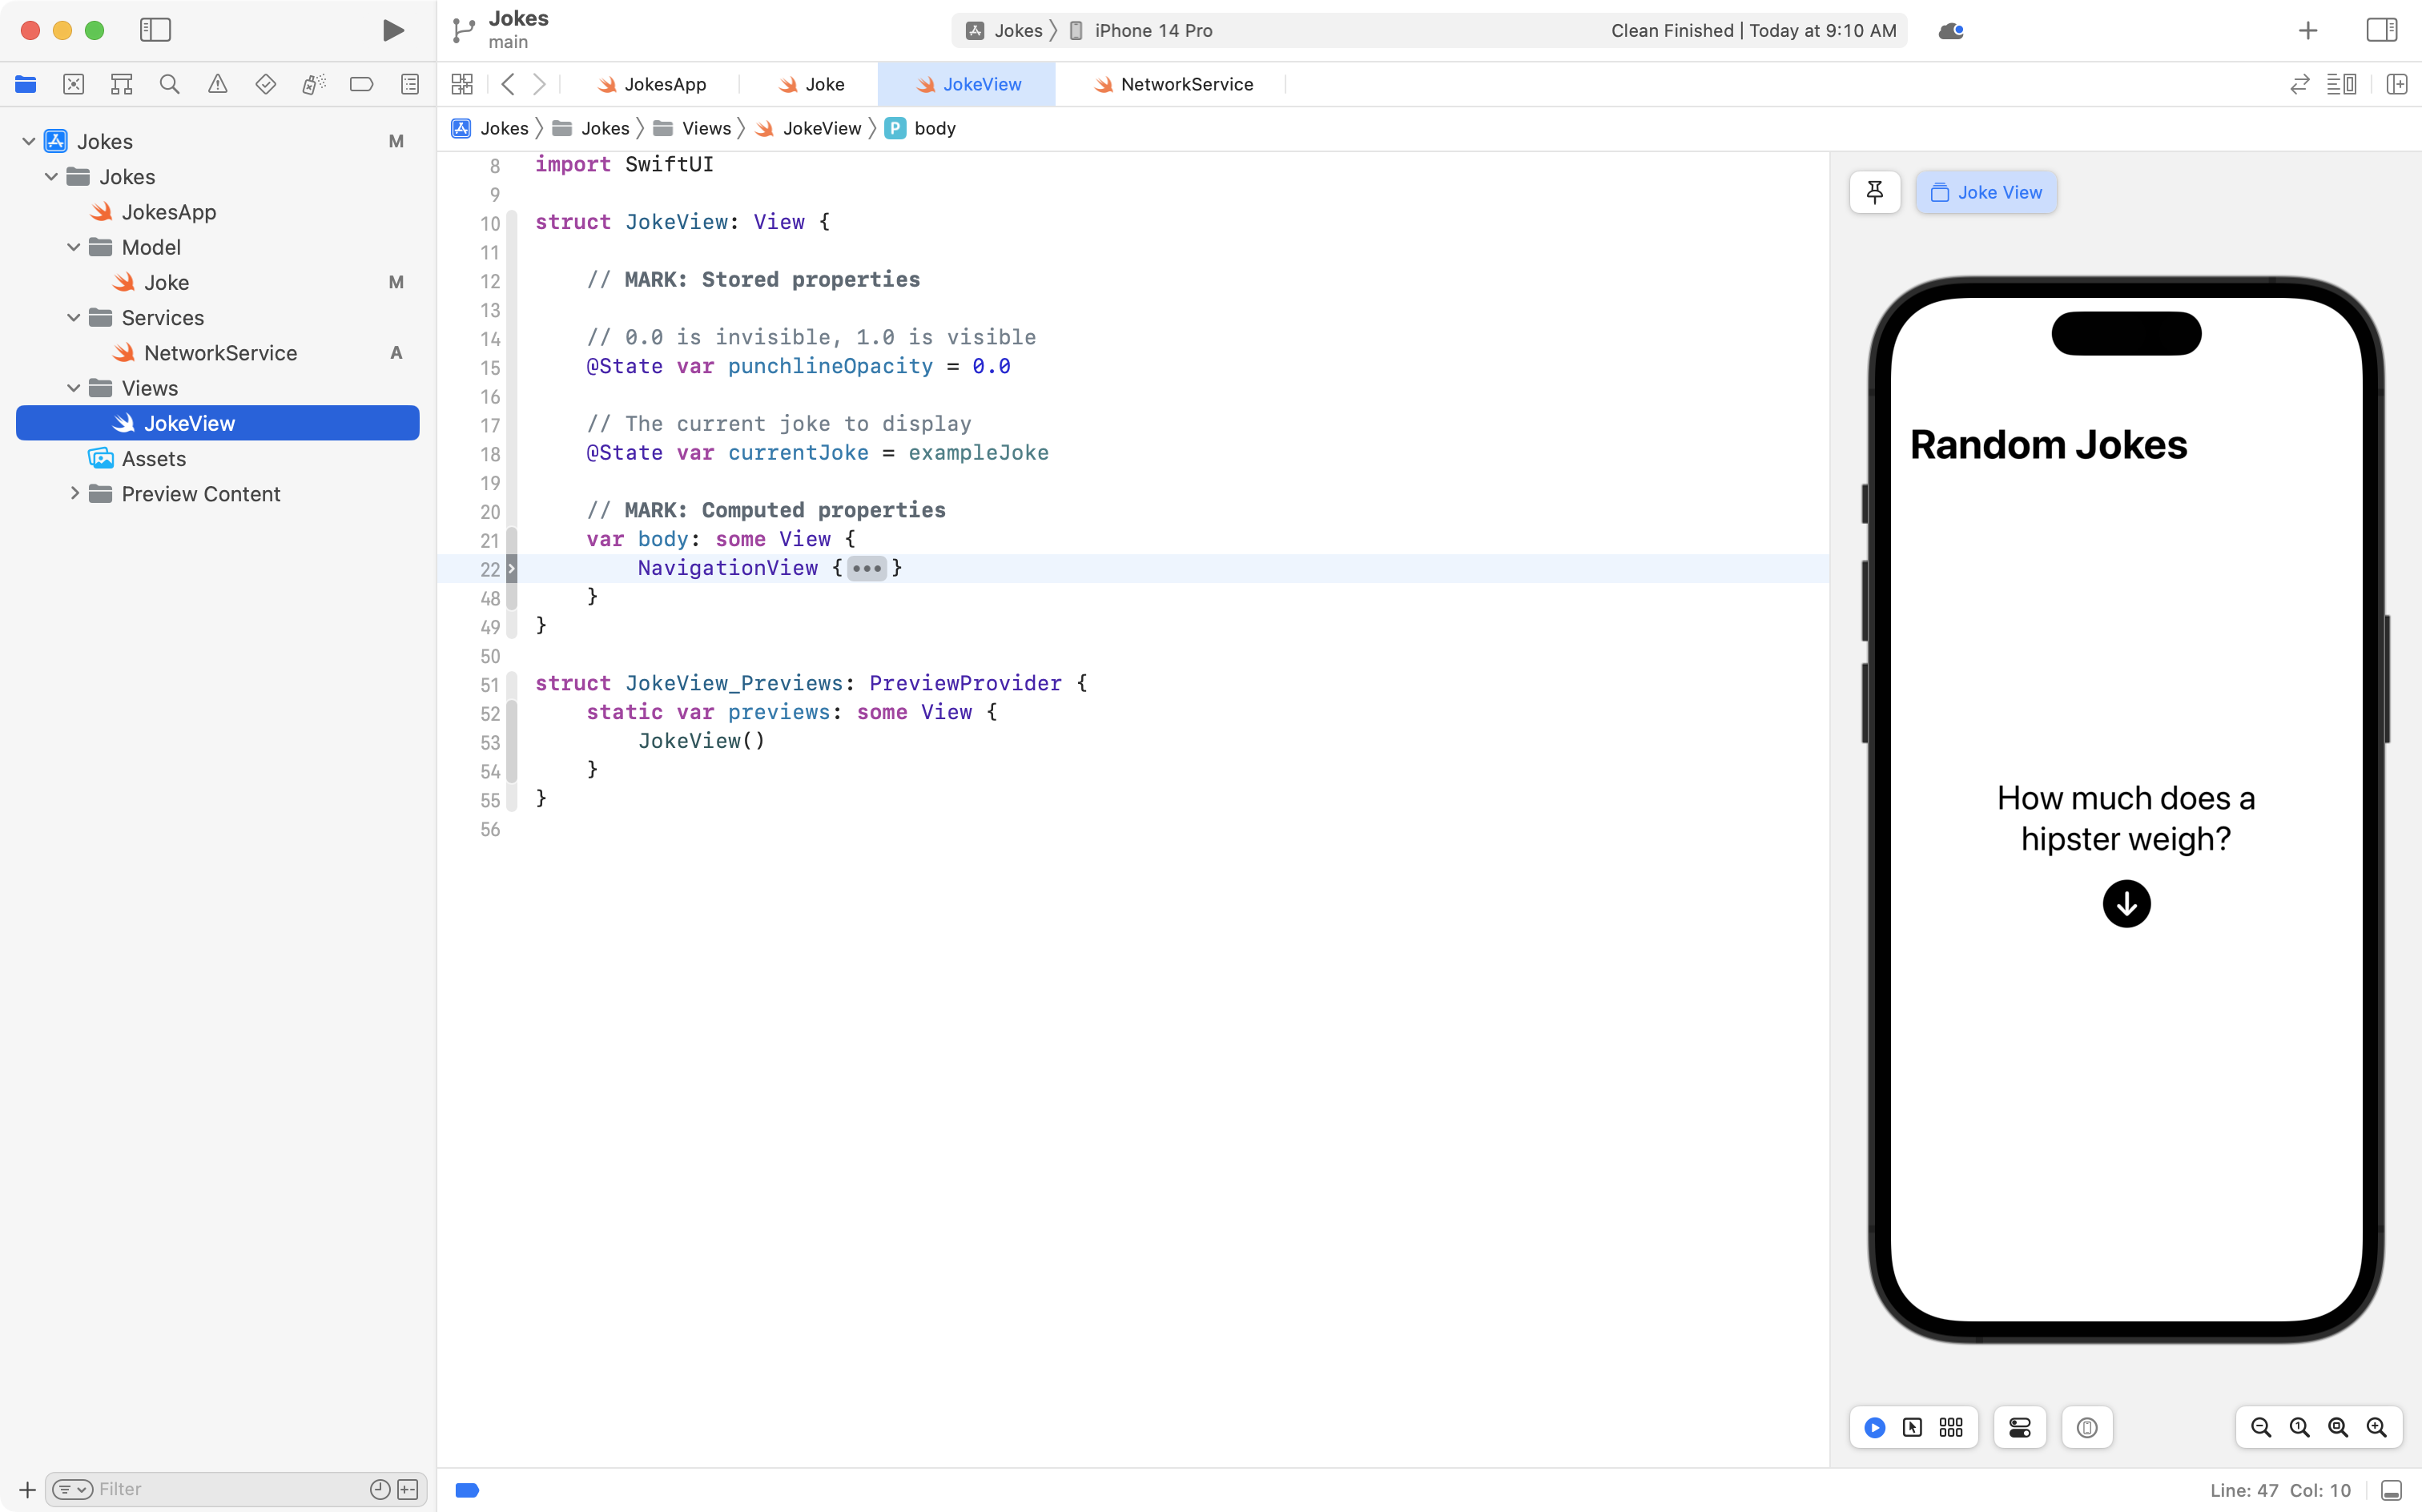 Jokes
main
Jokes 〉 iPhone 14 Pro
Clean Finished | Today at 9:10 AM
JokesApp
Joke
JokeView
NetworkService
Jokes 〉 Jokes 〉 Views 〉 JokeView 〉 P body
Jokes M
Jokes
JokesApp
Model
Joke M
Services
NetworkService A
Views
JokeView
Assets
Preview Content
Filter
8 import SwiftUI
9
10 struct JokeView: View {
11
12 // MARK: Stored properties
13
14 // 0.0 is invisible, 1.0 is visible
15 @State var punchlineOpacity = 0.0
16
17 // The current joke to display
18 @State var currentJoke = exampleJoke
19
20 // MARK: Computed properties
21 var body: some View {
22 NavigationView {•••}
48 }
49 }
50
51 struct JokeView_Previews: PreviewProvider {
52 static var previews: some View {
53 JokeView()
54 }
55 }
56
Joke View
Random Jokes
How much does a
hipster weigh?
Line: 47 Col: 10